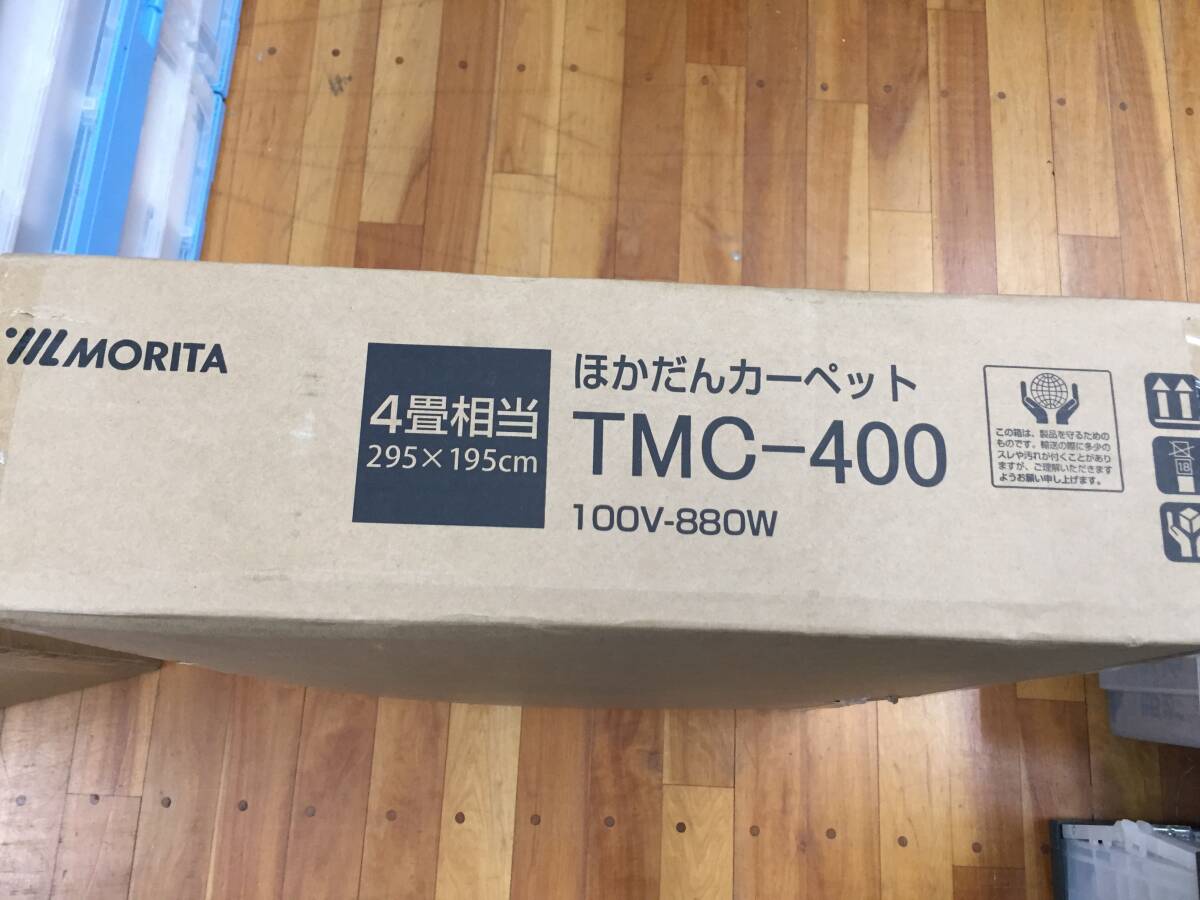 MORITA
4畳相当
295×195cm
ほかだんカーペット
TMC-400
100V-880W
この箱は、製品を守るための
ものです。輸送の際に多少の
スレや汚れが付くことがあり
ますが、ご理解いただきます
ようお願い申し上げます。
18